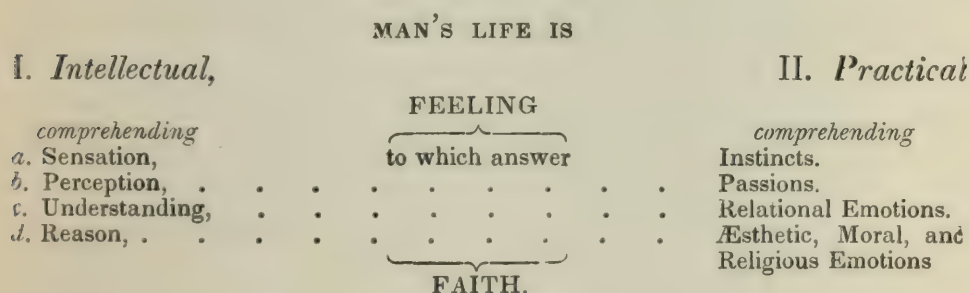 MAN'S LIFE IS
I. Intellectual, II. Practical
FEELING
comprehending comprehending
a. Sensation, to which answer Instincts.
b. Perception, . . . . . . . . . Passions.
c. Understanding, . . . . . . . . Relational Emotions.
d. Reason, . . . . . . . . . Æsthetic, Moral, and
Religious Emotions
FAITH.